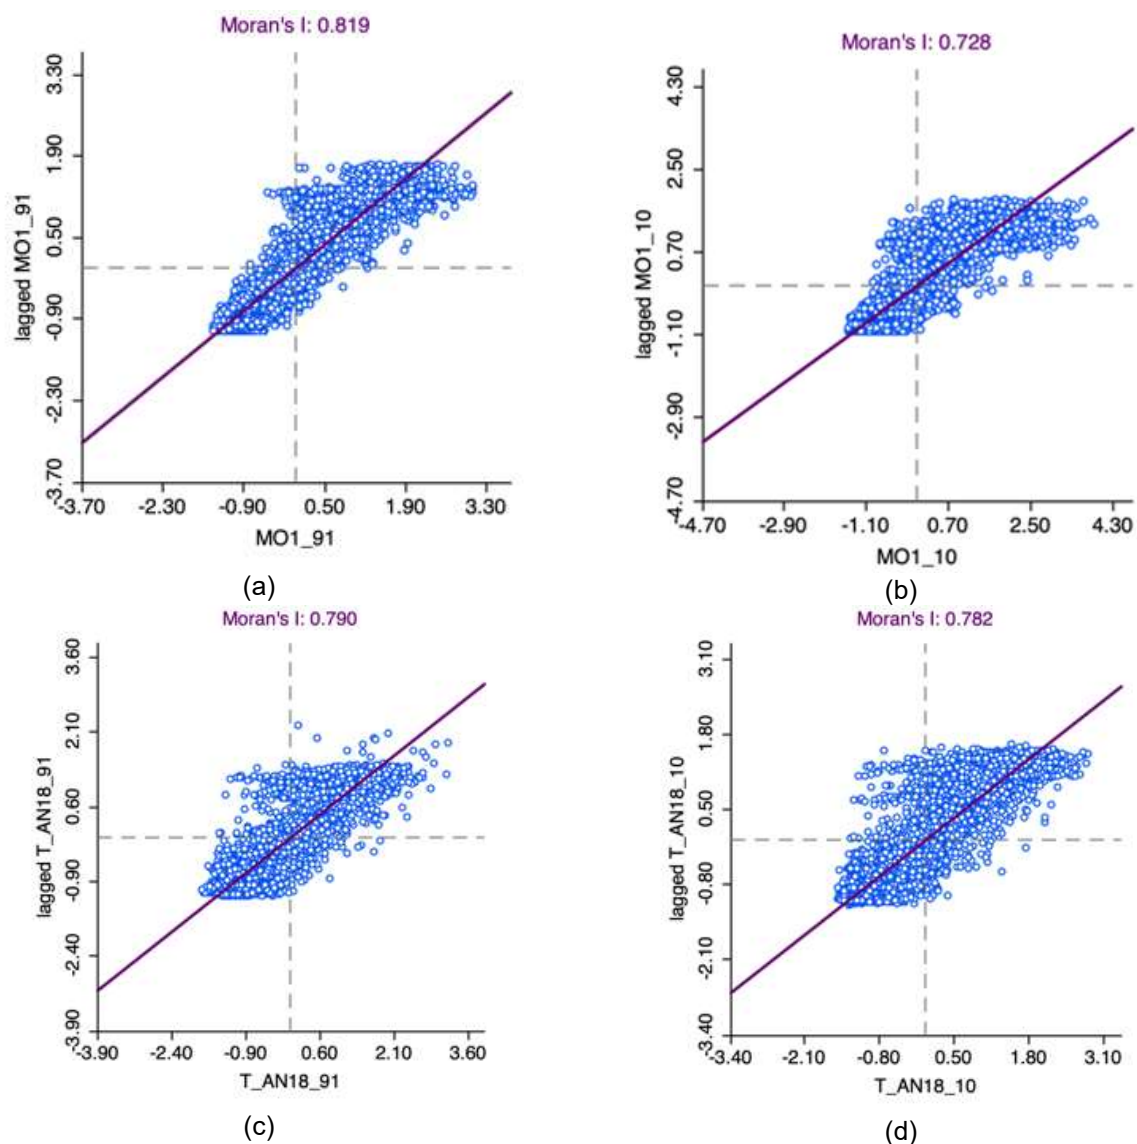 Moran's I: 0.819
3.30
1.90
0.50
-0.90
-2.30
-3.70
lagged MO1_91
-3.70 -2.30 -0.90 0.50 1.90 3.30
MO1_91
(a)
Moran's I: 0.728
4.30
2.50
0.70
-1.10
-2.90
-4.70
lagged MO1_10
-4.70 -2.90 -1.10 0.70 2.50 4.30
MO1_10
(b)
Moran's I: 0.790
3.60
2.10
0.60
-0.90
-2.40
-3.90
lagged T_AN18_91
-3.90 -2.40 -0.90 0.60 2.10 3.60
T_AN18_91
(c)
Moran's I: 0.782
3.10
1.80
0.50
-0.80
-2.10
-3.40
lagged T_AN18_10
-3.40 -2.10 -0.80 0.50 1.80 3.10
T_AN18_10
(d)